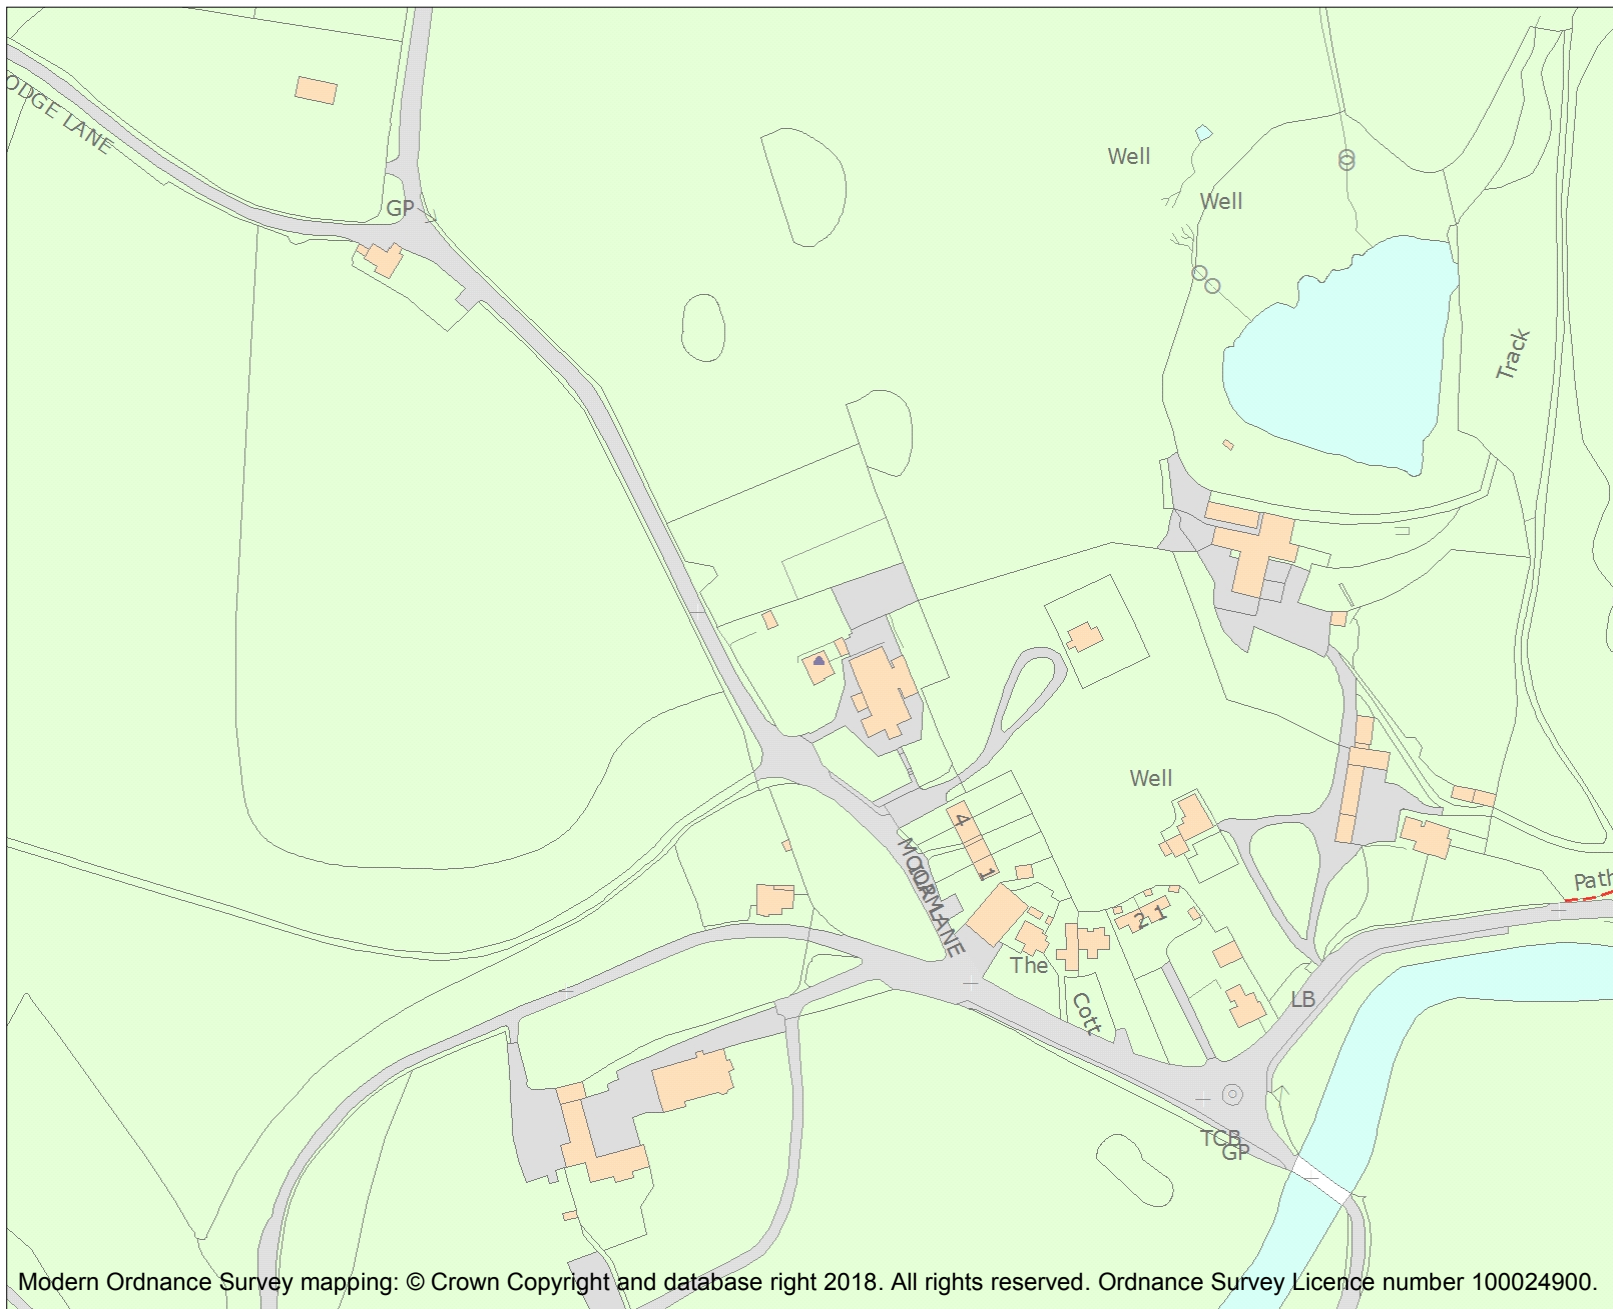 ODGE LANE
Well
Well
GP
Track
Well
4
1
MOOR LANE
2
1
Path
The
Cott
LB
TCB
GP
Modern Ordnance Survey mapping: © Crown Copyright and database right 2018. All rights reserved. Ordnance Survey Licence number 100024900.